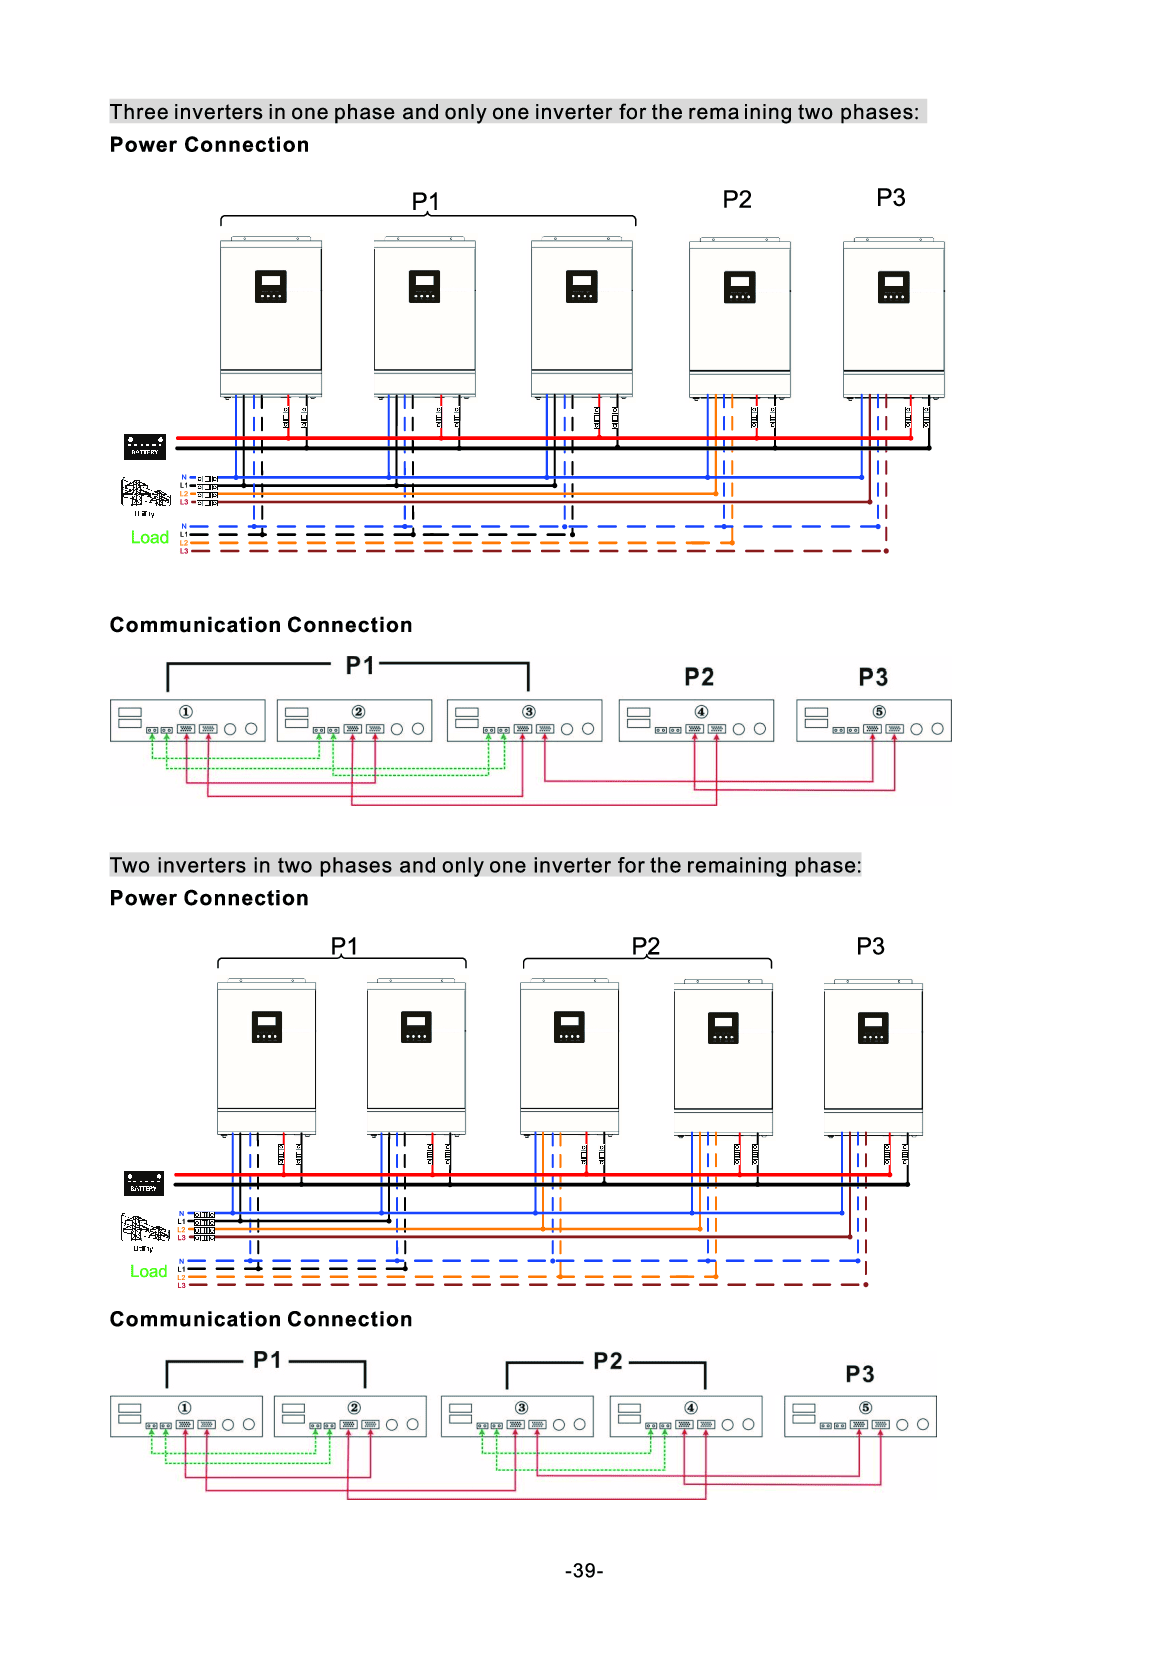 Three inverters in one phase and only one inverter for the remaining two phases:
Power Connection
P1 P2 P3
BATTERY
N
L1
L2
L3
Utility
N
L1
L2
L3
Load
Communication Connection
P1 P2 P3
① ② ③ ④ ⑤
Two inverters in two phases and only one inverter for the remaining phase:
Power Connection
P1 P2 P3
BATTERY
N
L1
L2
L3
Utility
N
L1
L2
L3
Load
Communication Connection
P1 P2 P3
① ② ③ ④ ⑤
-39-